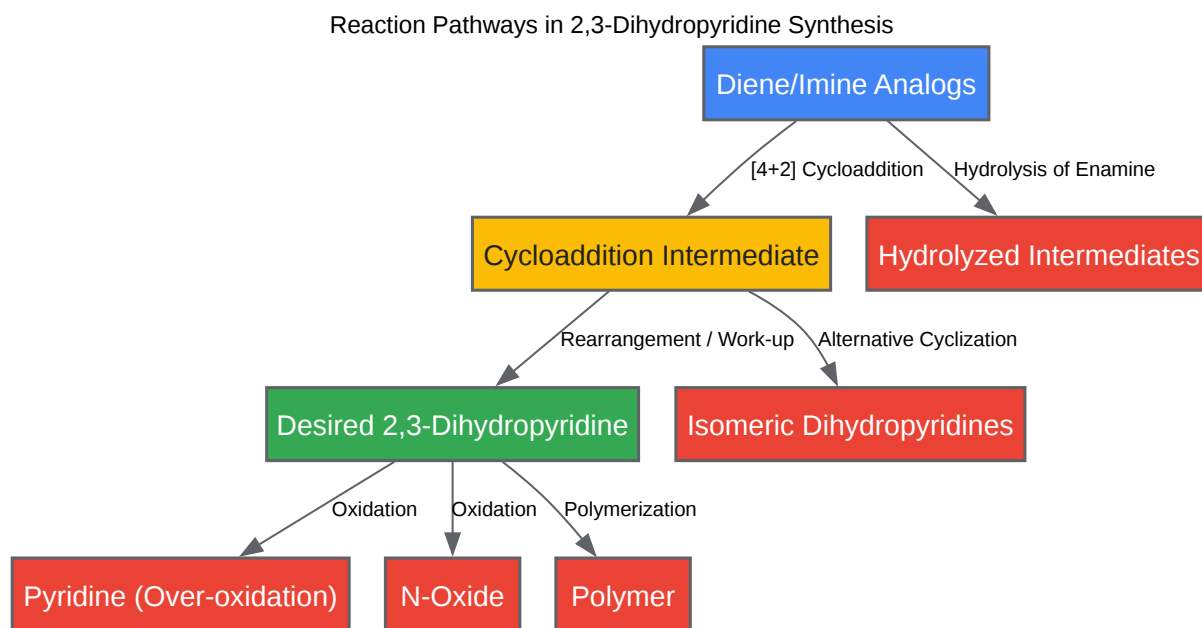 Reaction Pathways in 2,3-Dihydropyridine Synthesis
Diene/Imine Analogs
[4+2] Cycloaddition
Hydrolysis of Enamine
Cycloaddition Intermediate
Hydrolyzed Intermediates
Rearrangement / Work-up
Alternative Cyclization
Desired 2,3-Dihydropyridine
Isomeric Dihydropyridines
Oxidation
Oxidation
Polymerization
Pyridine (Over-oxidation)
N-Oxide
Polymer